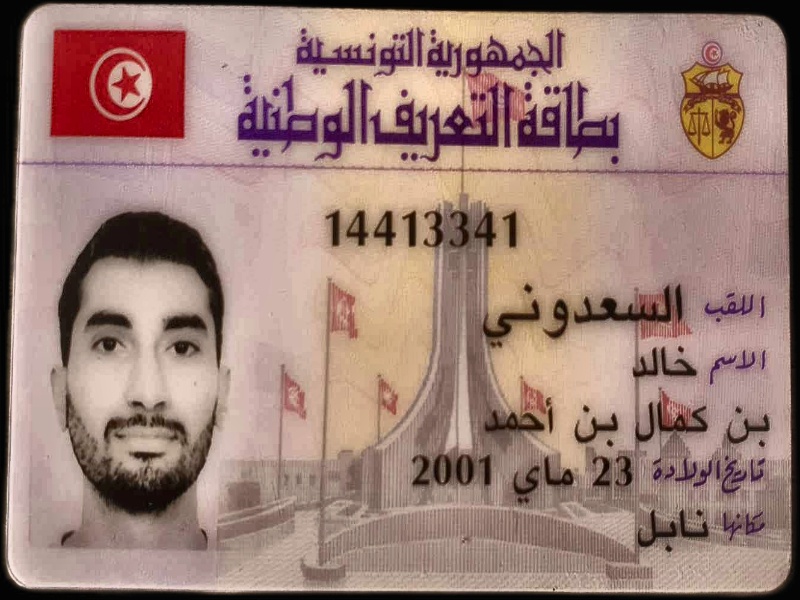 الجمهورية التونسية
بطاقة التعريف الوطنية
14413341
اللقب السعدوني
الاسم خالد
بن كمال بن أحمد
تاريخ الولادة 23 ماي 2001
مكانها نابل